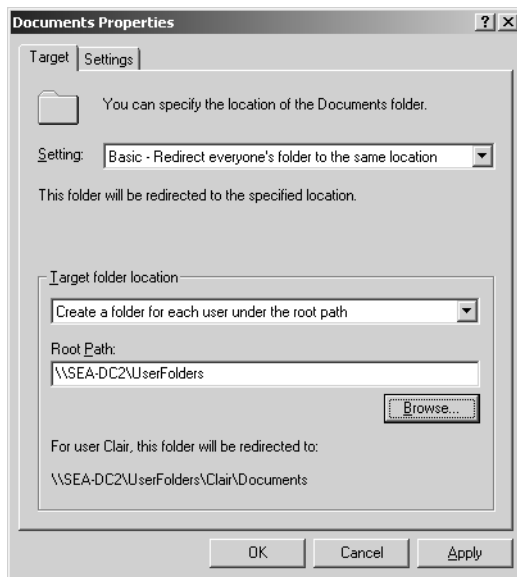 Documents Properties
Target Settings
You can specify the location of the Documents folder.
Setting: Basic - Redirect everyone's folder to the same location
This folder will be redirected to the specified location.
Target folder location
Create a folder for each user under the root path
Root Path:
\\SEA-DC2\UserFolders
Browse...
For user Clair, this folder will be redirected to:
\\SEA-DC2\UserFolders\Clair\Documents
OK Cancel Apply